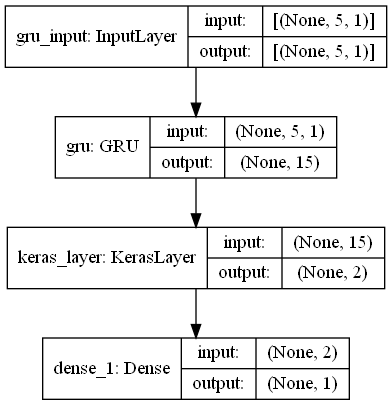 gru_input: InputLayer
input: [(None, 5, 1)]
output: [(None, 5, 1)]
gru: GRU
input: (None, 5, 1)
output: (None, 15)
keras_layer: KerasLayer
input: (None, 15)
output: (None, 2)
dense_1: Dense
input: (None, 2)
output: (None, 1)